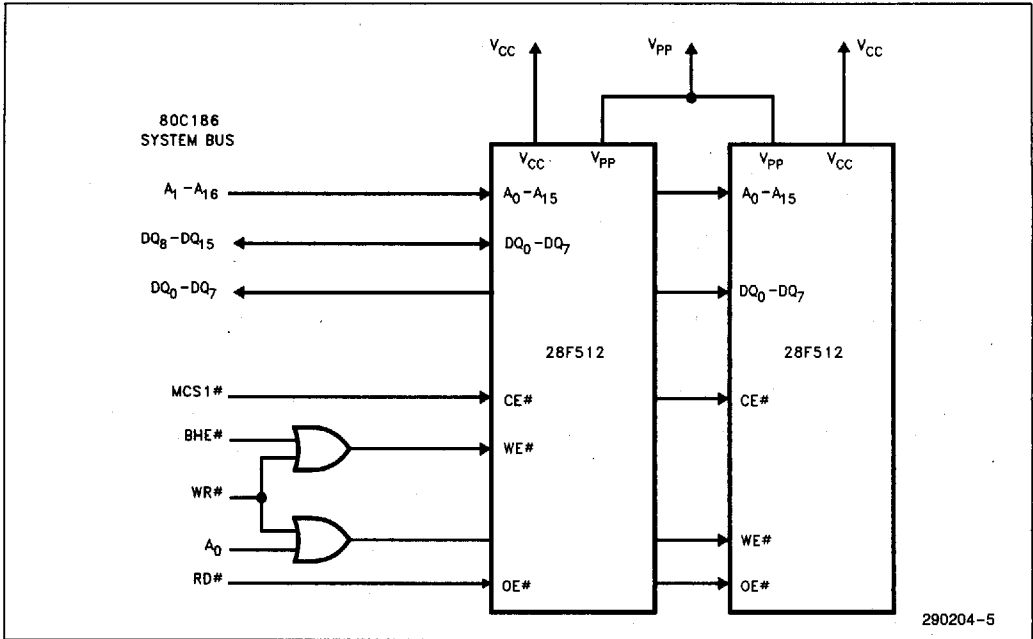 V_CC V_PP V_CC
80C186
SYSTEM BUS
V_CC V_PP V_PP V_CC
A_1 -A_16 A_0 -A_15 A_0 -A_15
DQ_8 -DQ_15 DQ_0 -DQ_7
DQ_0 -DQ_7 DQ_0 -DQ_7
28F512 28F512
MCS1# CE# CE#
BHE# WE#
WR#
A_0 WE#
RD# OE# OE#
290204-5